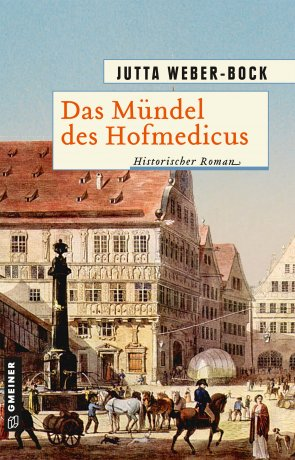 JUTTA WEBER-BOCK
Das Mündel
des Hofmedicus
Historischer Roman
GMEINER